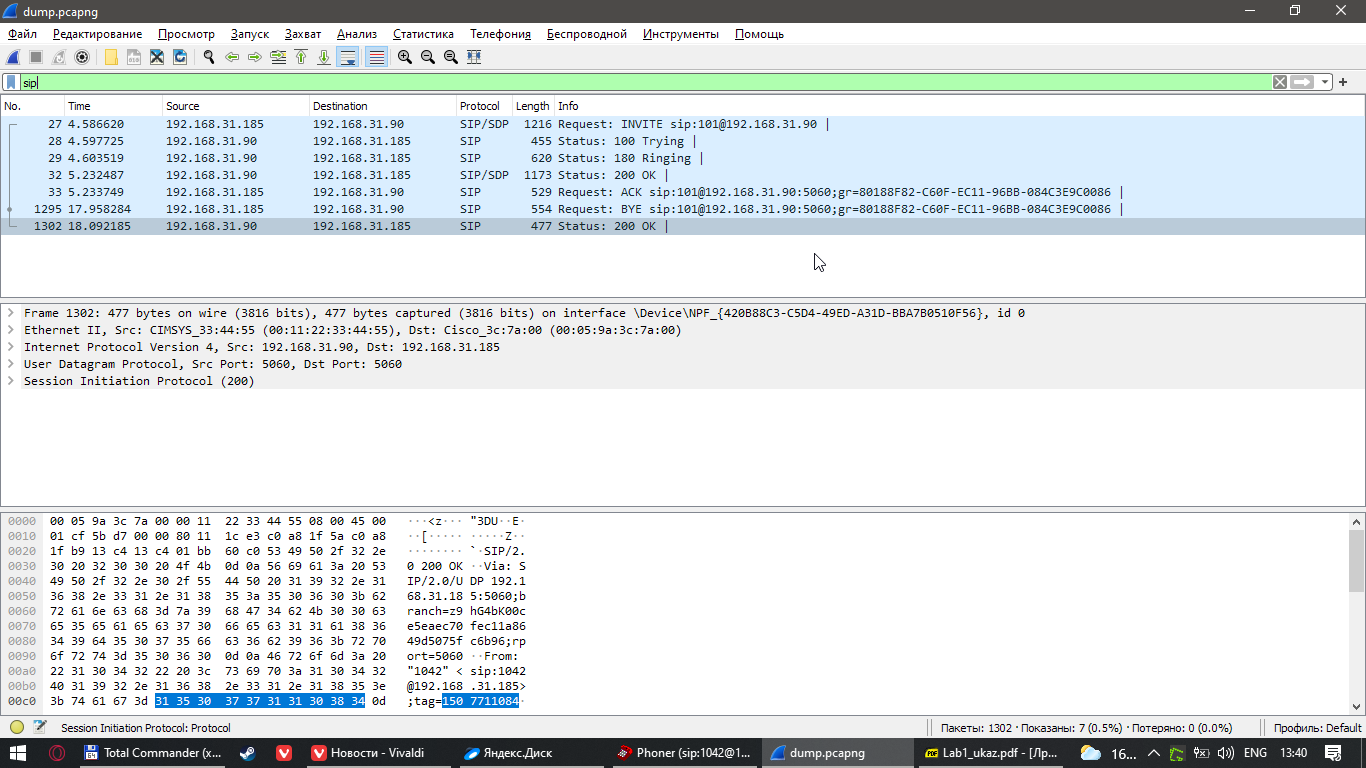 dump.pcapng
Файл Редактирование Просмотр Запуск Захват Анализ Статистика Телефония Беспроводной Инструменты Помощь
sip
No. Time Source Destination Protocol Length Info
27 4.586620 192.168.31.185 192.168.31.90 SIP/SDP 1216 Request: INVITE sip:101@192.168.31.90 |
28 4.597725 192.168.31.90 192.168.31.185 SIP 455 Status: 100 Trying |
29 4.603519 192.168.31.90 192.168.31.185 SIP 620 Status: 180 Ringing |
32 5.232487 192.168.31.90 192.168.31.185 SIP/SDP 1173 Status: 200 OK |
33 5.233749 192.168.31.185 192.168.31.90 SIP 529 Request: ACK sip:101@192.168.31.90:5060;gr=80188F82-C60F-EC11-96BB-084C3E9C0086 |
1295 17.958284 192.168.31.185 192.168.31.90 SIP 554 Request: BYE sip:101@192.168.31.90:5060;gr=80188F82-C60F-EC11-96BB-084C3E9C0086 |
1302 18.092185 192.168.31.90 192.168.31.185 SIP 477 Status: 200 OK |
Frame 1302: 477 bytes on wire (3816 bits), 477 bytes captured (3816 bits) on interface \Device\NPF_{420B88C3-C5D4-49ED-A31D-BBA7B0510F56}, id 0
Ethernet II, Src: CIMSYS_33:44:55 (00:11:22:33:44:55), Dst: Cisco_3c:7a:00 (00:05:9a:3c:7a:00)
Internet Protocol Version 4, Src: 192.168.31.90, Dst: 192.168.31.185
User Datagram Protocol, Src Port: 5060, Dst Port: 5060
Session Initiation Protocol (200)
0000 00 05 9a 3c 7a 00 00 11 22 33 44 55 08 00 45 00 ···<z··· "3DU··E·
0010 01 cf 5b d7 00 00 80 11 1c e3 c0 a8 1f 5a c0 a8 ··[····· ·····Z··
0020 1f b9 13 c4 13 c4 01 bb 60 c0 53 49 50 2f 32 2e ········ `·SIP/2.
0030 30 20 32 30 30 20 4f 4b 0d 0a 56 69 61 3a 20 53 0 200 OK ··Via: S
0040 49 50 2f 32 2e 30 2f 55 44 50 20 31 39 32 2e 31 IP/2.0/U DP 192.1
0050 36 38 2e 33 31 2e 31 38 35 3a 35 30 36 30 3b 62 68.31.18 5:5060;b
0060 72 61 6e 63 68 3d 7a 39 68 47 34 62 4b 30 30 63 ranch=z9 hG4bK00c
0070 65 35 65 61 65 63 37 30 66 65 63 31 31 61 38 36 e5eaec70 fec11a86
0080 34 39 64 35 30 37 35 66 63 36 62 39 36 3b 72 70 49d5075f c6b96;rp
0090 6f 72 74 3d 35 30 36 30 0d 0a 46 72 6f 6d 3a 20 ort=5060 ··From:
00a0 22 31 30 34 32 22 20 3c 73 69 70 3a 31 30 34 32 "1042" < sip:1042
00b0 40 31 39 32 2e 31 36 38 2e 33 31 2e 31 38 35 3e @192.168 .31.185>
00c0 3b 74 61 67 3d 31 35 30 37 37 31 31 30 38 34 0d ;tag=150 7711084·
Session Initiation Protocol: Protocol Пакеты: 1302 · Показаны: 7 (0.5%) · Потеряно: 0 (0.0%) Профиль: Default
Total Commander (x... Новости - Vivaldi Яндекс.Диск Phoner (sip:1042@1... dump.pcapng Lab1_ukaz.pdf - [Лр... 16... ENG 13:40